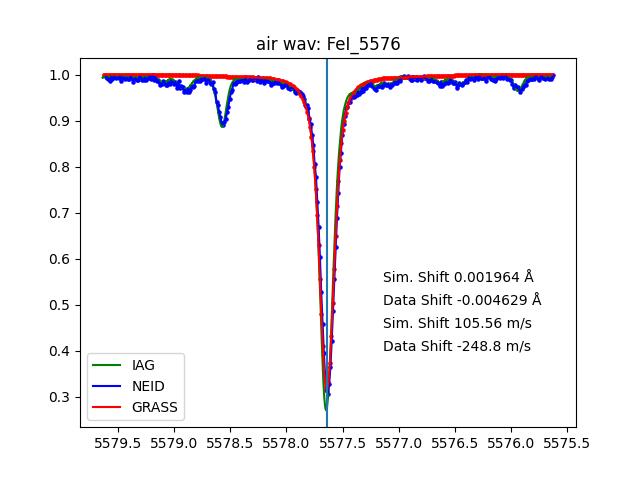 air wav: FeI_5576
1.0
0.9
0.8
0.7
0.6
0.5
0.4
0.3
Sim. Shift 0.001964 Å
Data Shift -0.004629 Å
Sim. Shift 105.56 m/s
Data Shift -248.8 m/s
IAG
NEID
GRASS
5579.5 5579.0 5578.5 5578.0 5577.5 5577.0 5576.5 5576.0 5575.5